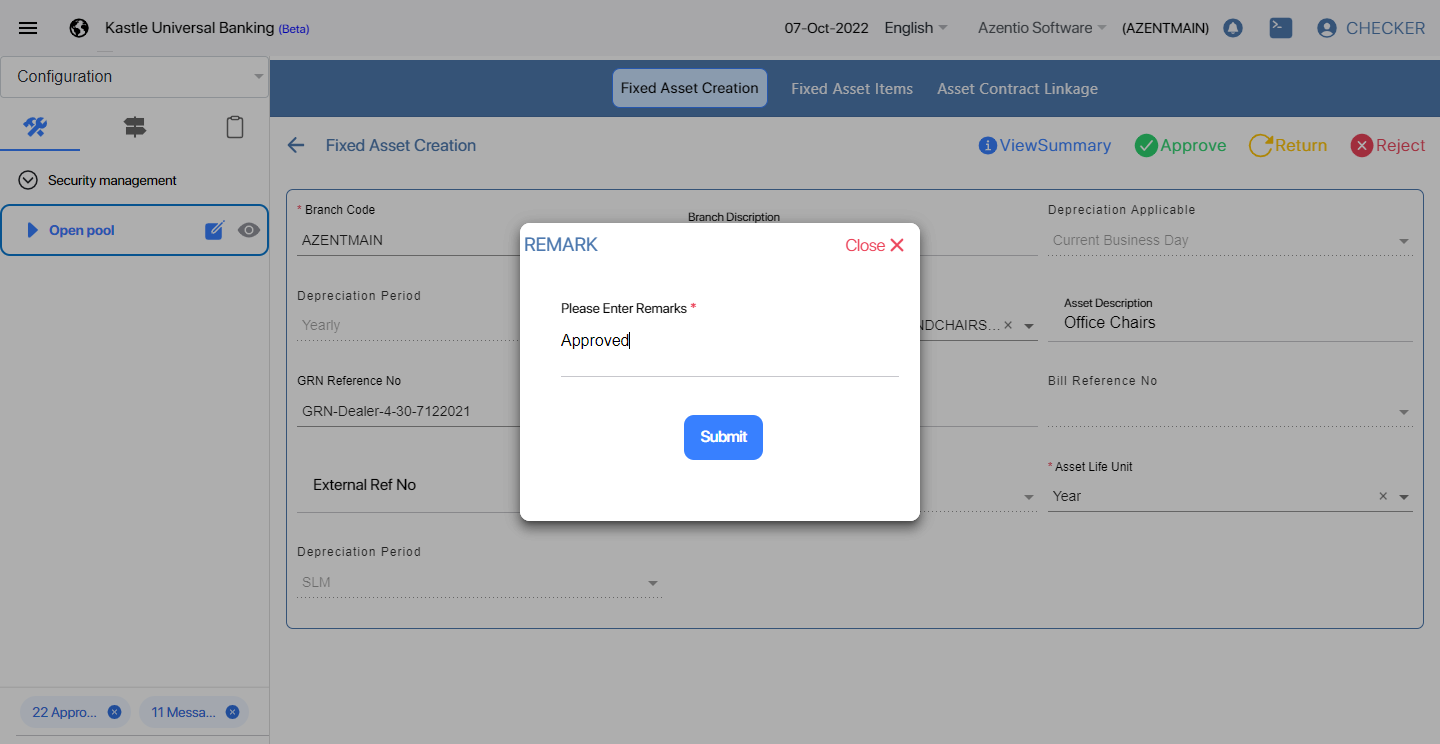 Kastle Universal Banking (Beta)
07-Oct-2022 English Azentio Software (AZENTMAIN) CHECKER
Configuration
Fixed Asset Creation Fixed Asset Items Asset Contract Linkage
Fixed Asset Creation
ViewSummary Approve Return Reject
Security management
Open pool
* Branch Code
AZENTMAIN
Branch Discription
Depreciation Applicable
Current Business Day
REMARK
Close
Please Enter Remarks *
Approved
Submit
Depreciation Period
Yearly
NDCHAIRS...
Asset Description
Office Chairs
GRN Reference No
GRN-Dealer-4-30-7122021
Bill Reference No
External Ref No
* Asset Life Unit
Year
Depreciation Period
SLM
22 Appro...
11 Messa...